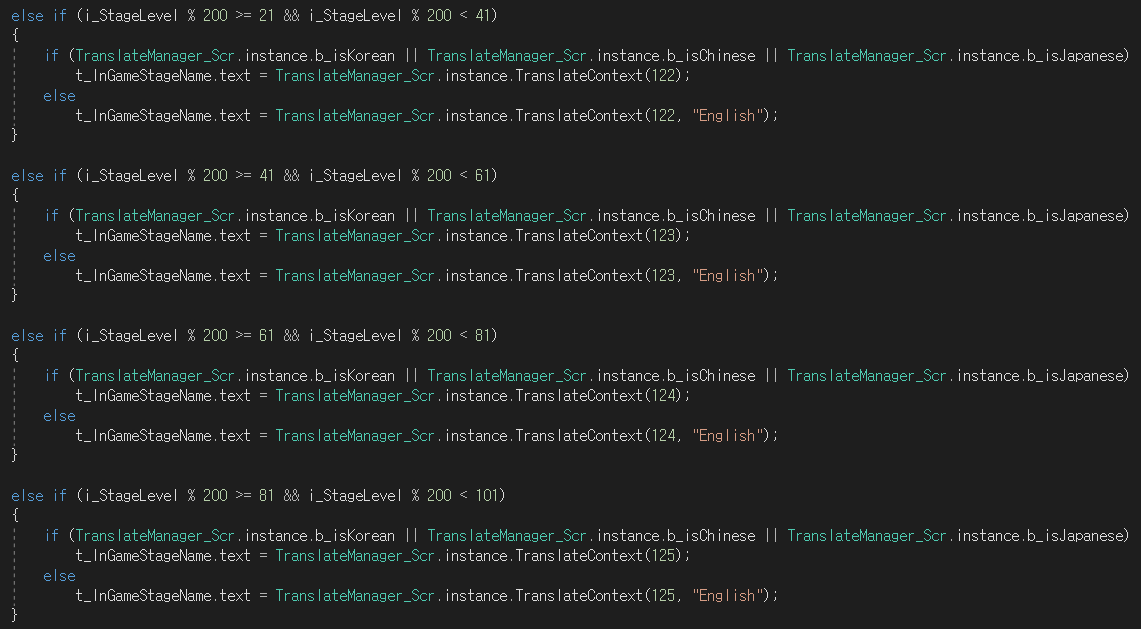 else if (i_StageLevel % 200 >= 21 && i_StageLevel % 200 < 41)
{
if (TranslateManager_Scr.instance.b_isKorean || TranslateManager_Scr.instance.b_isChinese || TranslateManager_Scr.instance.b_isJapanese)
t_InGameStageName.text = TranslateManager_Scr.instance.TranslateContext(122);
else
t_InGameStageName.text = TranslateManager_Scr.instance.TranslateContext(122, "English");
}
else if (i_StageLevel % 200 >= 41 && i_StageLevel % 200 < 61)
{
if (TranslateManager_Scr.instance.b_isKorean || TranslateManager_Scr.instance.b_isChinese || TranslateManager_Scr.instance.b_isJapanese)
t_InGameStageName.text = TranslateManager_Scr.instance.TranslateContext(123);
else
t_InGameStageName.text = TranslateManager_Scr.instance.TranslateContext(123, "English");
}
else if (i_StageLevel % 200 >= 61 && i_StageLevel % 200 < 81)
{
if (TranslateManager_Scr.instance.b_isKorean || TranslateManager_Scr.instance.b_isChinese || TranslateManager_Scr.instance.b_isJapanese)
t_InGameStageName.text = TranslateManager_Scr.instance.TranslateContext(124);
else
t_InGameStageName.text = TranslateManager_Scr.instance.TranslateContext(124, "English");
}
else if (i_StageLevel % 200 >= 81 && i_StageLevel % 200 < 101)
{
if (TranslateManager_Scr.instance.b_isKorean || TranslateManager_Scr.instance.b_isChinese || TranslateManager_Scr.instance.b_isJapanese)
t_InGameStageName.text = TranslateManager_Scr.instance.TranslateContext(125);
else
t_InGameStageName.text = TranslateManager_Scr.instance.TranslateContext(125, "English");
}